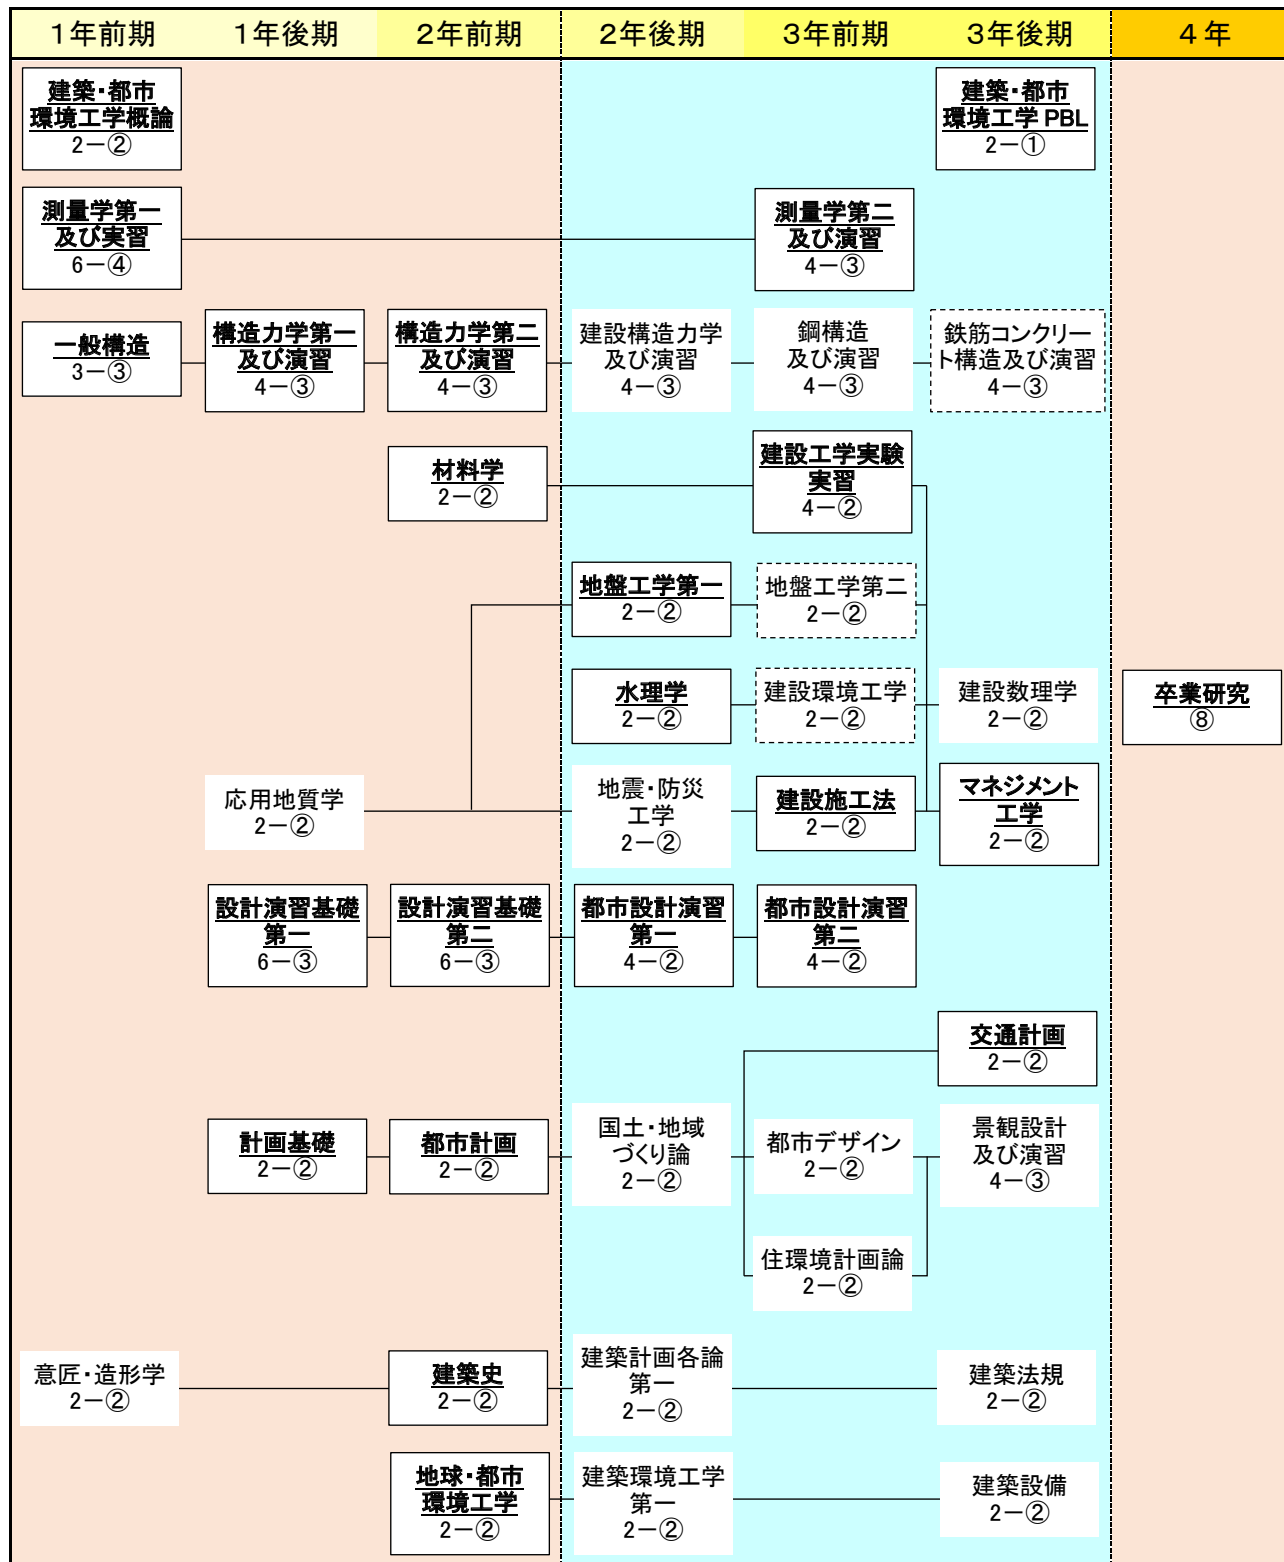 1年前期
1年後期
2年前期
2年後期
3年前期
3年後期
4年
建築・都市
環境工学概論
2－②
建築・都市
環境工学 PBL
2－①
測量学第一
及び実習
6－④
測量学第二
及び演習
4－③
一般構造
3－③
構造力学第一
及び演習
4－③
構造力学第二
及び演習
4－③
建設構造力学
及び演習
4－③
鋼構造
及び演習
4－③
鉄筋コンクリー
ト構造及び演習
4－③
材料学
2－②
建設工学実験
実習
4－②
地盤工学第一
2－②
地盤工学第二
2－②
水理学
2－②
建設環境工学
2－②
建設数理学
2－②
卒業研究
⑧
応用地質学
2－②
地震・防災
工学
2－②
建設施工法
2－②
マネジメント
工学
2－②
設計演習基礎
第一
6－③
設計演習基礎
第二
6－③
都市設計演習
第一
4－②
都市設計演習
第二
4－②
交通計画
2－②
計画基礎
2－②
都市計画
2－②
国土・地域
づくり論
2－②
都市デザイン
2－②
景観設計
及び演習
4－③
住環境計画論
2－②
意匠・造形学
2－②
建築史
2－②
建築計画各論
第一
2－②
建築法規
2－②
地球・都市
環境工学
2－②
建築環境工学
第一
2－②
建築設備
2－②